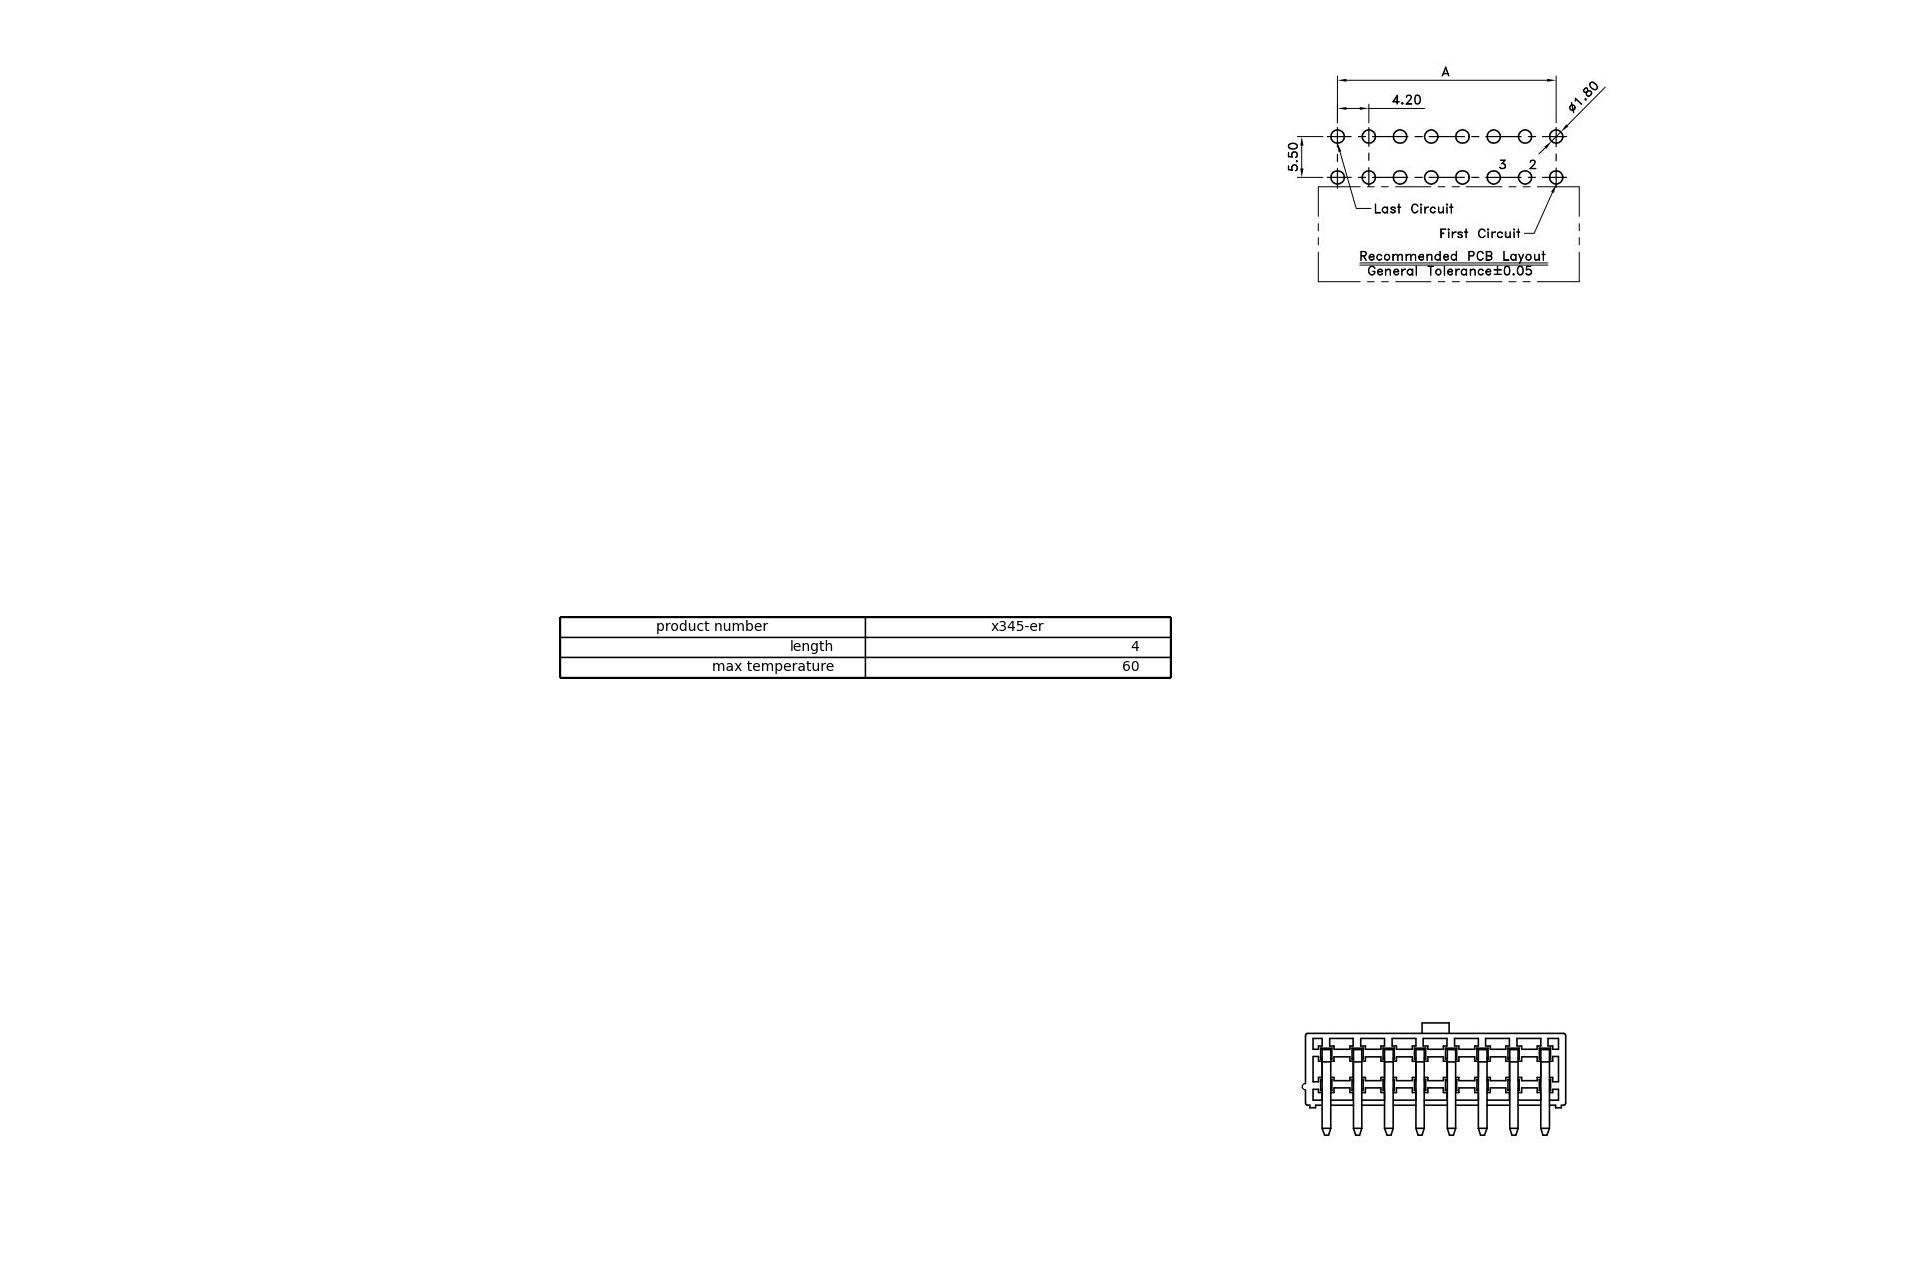 A
4.20
ø1.80
5.50
3 2
Last Circuit
First Circuit
Recommended PCB Layout
General Tolerance±0.05
product number x345-er
length 4
max temperature 60